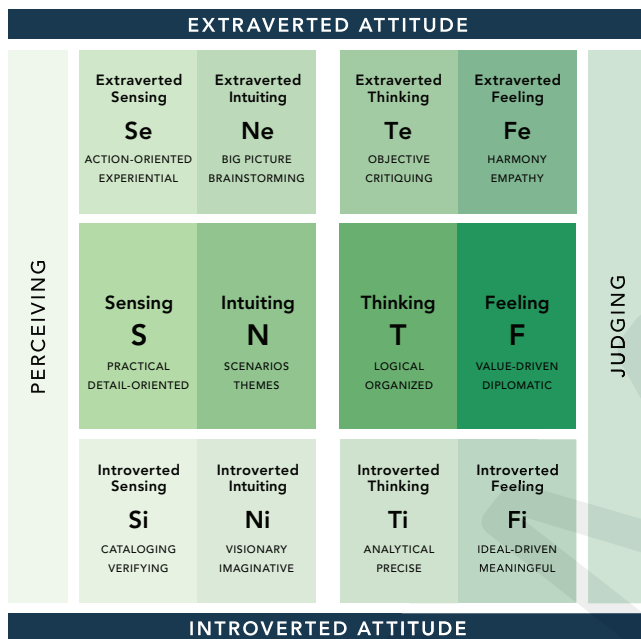 EXTRAVERTED ATTITUDE
PERCEIVING
Extraverted
Sensing
Se
ACTION-ORIENTED
EXPERIENTIAL
Extraverted
Intuiting
Ne
BIG PICTURE
BRAINSTORMING
Extraverted
Thinking
Te
OBJECTIVE
CRITIQUING
Extraverted
Feeling
Fe
HARMONY
EMPATHY
JUDGING
Sensing
S
PRACTICAL
DETAIL-ORIENTED
Intuiting
N
SCENARIOS
THEMES
Thinking
T
LOGICAL
ORGANIZED
Feeling
F
VALUE-DRIVEN
DIPLOMATIC
Introverted
Sensing
Si
CATALOGING
VERIFYING
Introverted
Intuiting
Ni
VISIONARY
IMAGINATIVE
Introverted
Thinking
Ti
ANALYTICAL
PRECISE
Introverted
Feeling
Fi
IDEAL-DRIVEN
MEANINGFUL
INTROVERTED ATTITUDE